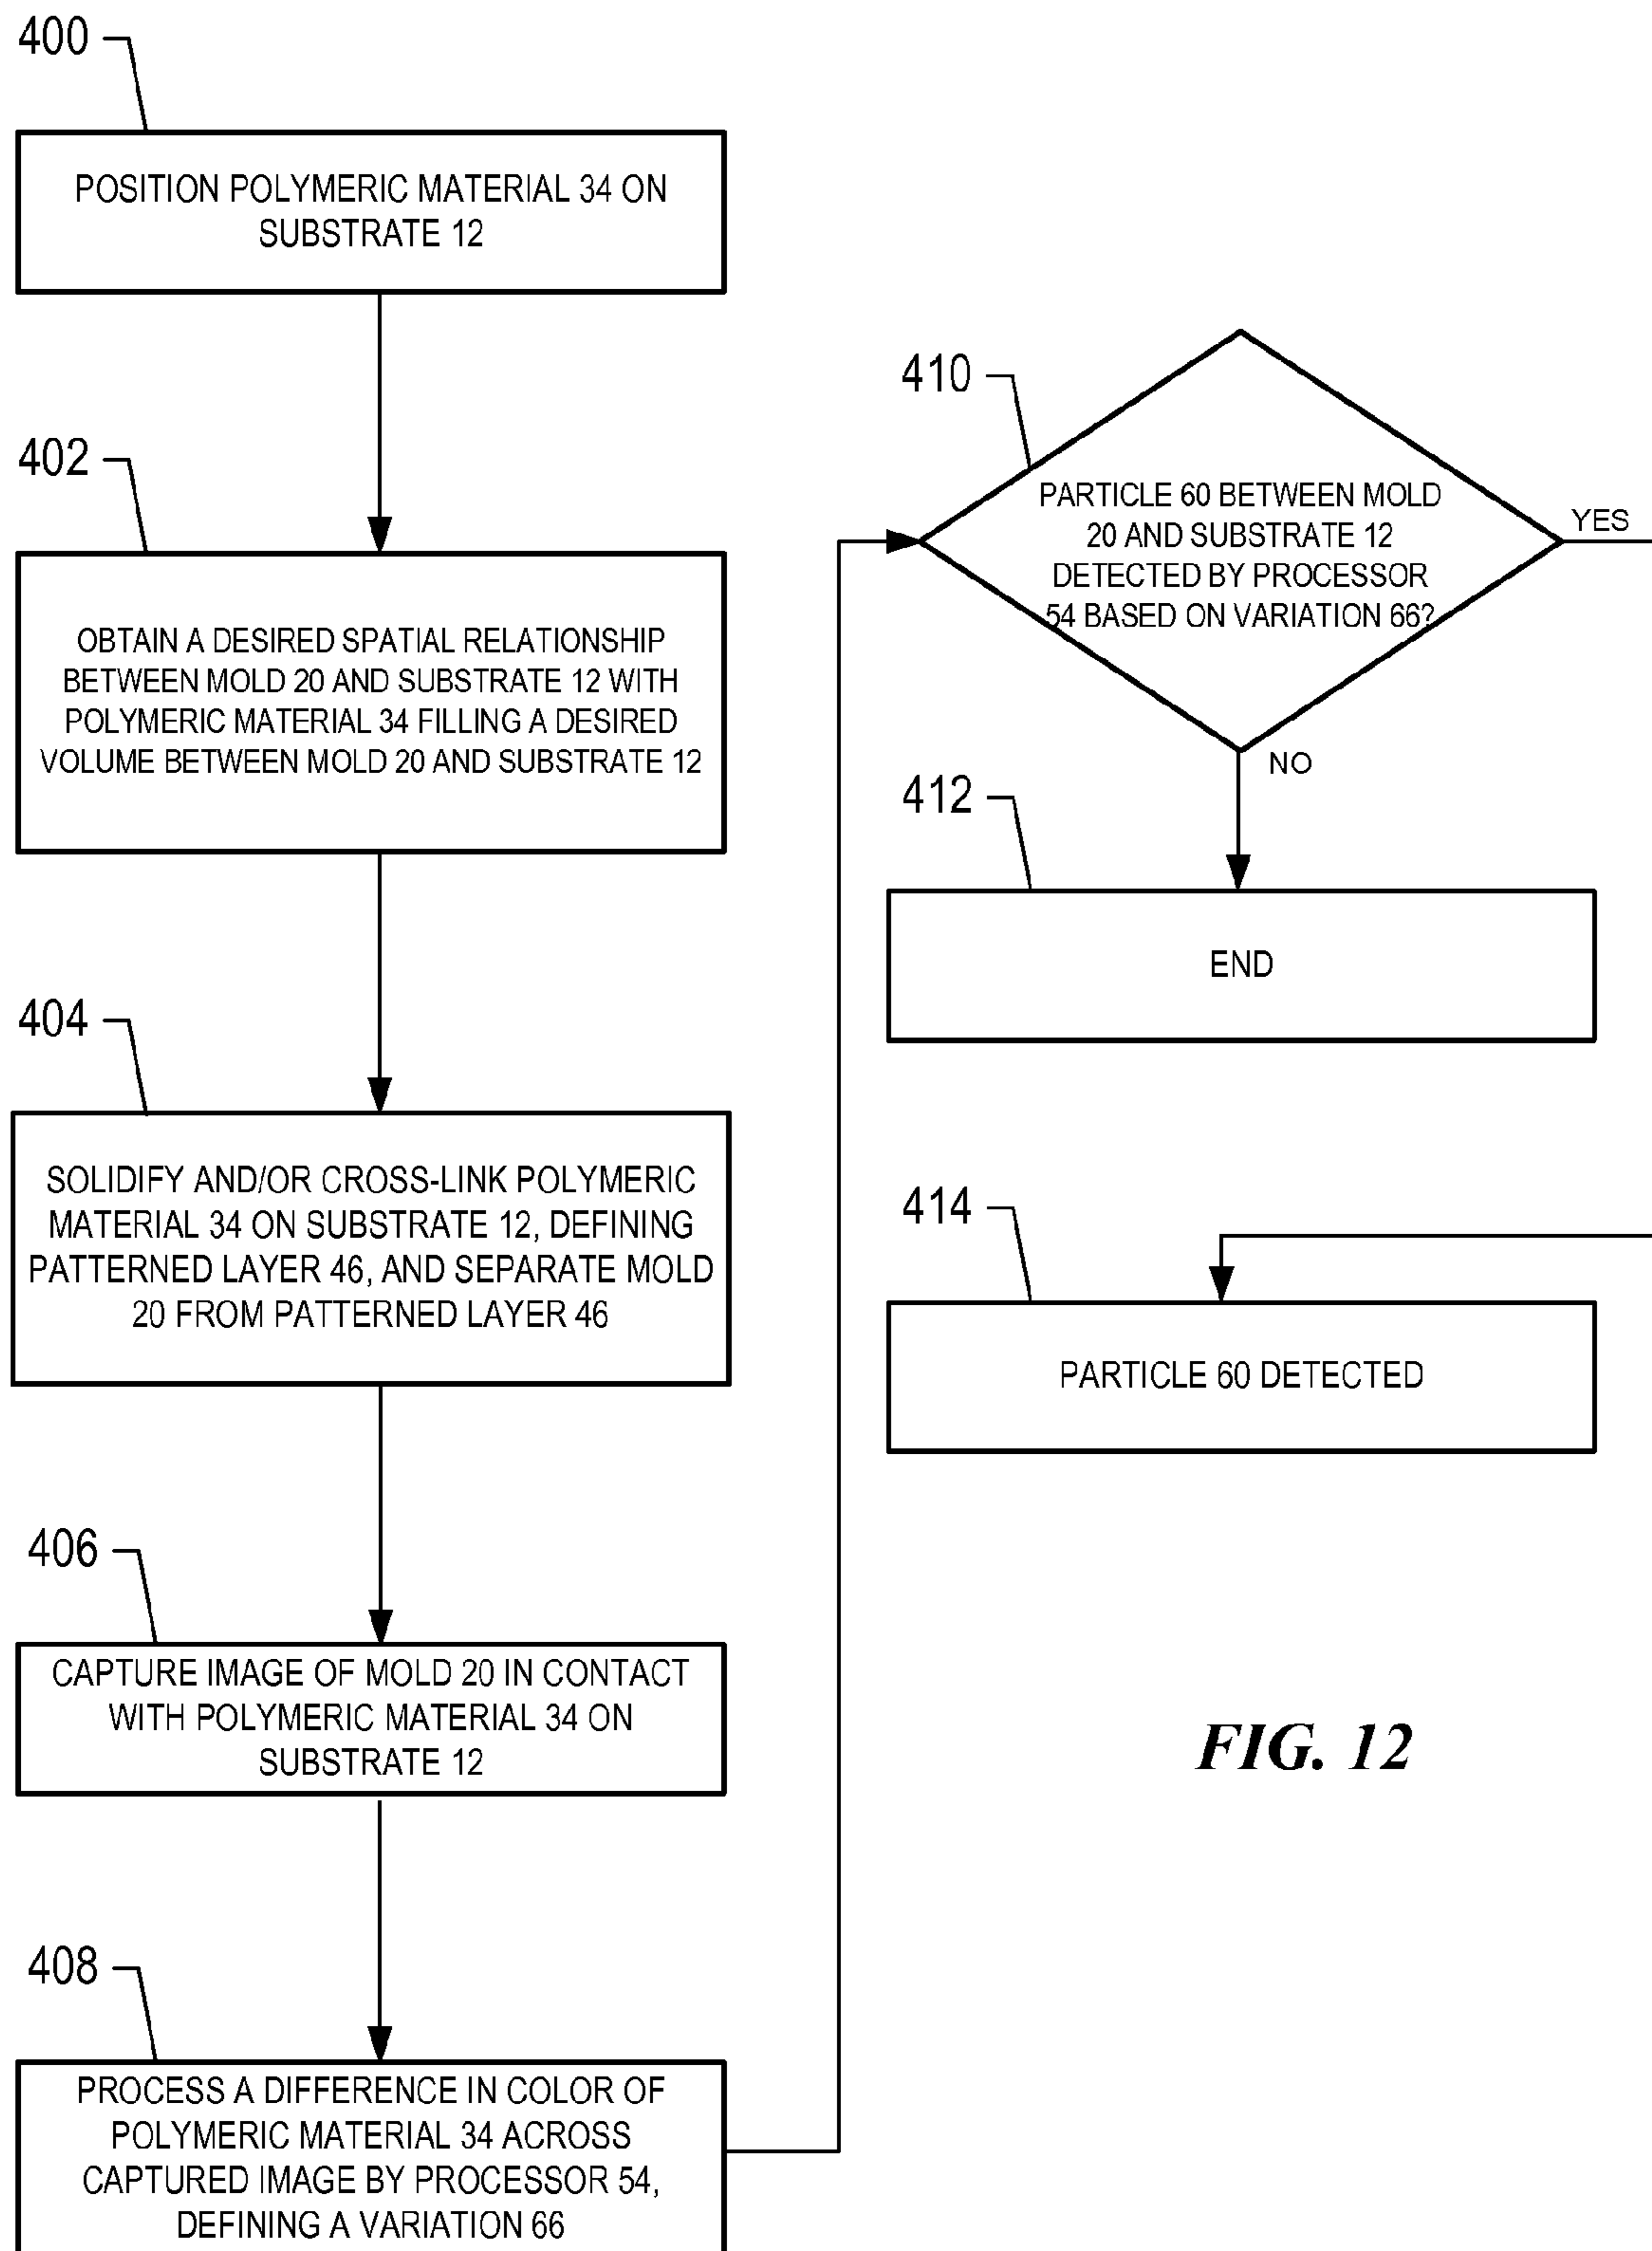 400
POSITION POLYMERIC MATERIAL 34 ON
SUBSTRATE 12
402
OBTAIN A DESIRED SPATIAL RELATIONSHIP
BETWEEN MOLD 20 AND SUBSTRATE 12 WITH
POLYMERIC MATERIAL 34 FILLING A DESIRED
VOLUME BETWEEN MOLD 20 AND SUBSTRATE 12
404
SOLIDIFY AND/OR CROSS-LINK POLYMERIC
MATERIAL 34 ON SUBSTRATE 12, DEFINING
PATTERNED LAYER 46, AND SEPARATE MOLD
20 FROM PATTERNED LAYER 46
406
CAPTURE IMAGE OF MOLD 20 IN CONTACT
WITH POLYMERIC MATERIAL 34 ON
SUBSTRATE 12
408
PROCESS A DIFFERENCE IN COLOR OF
POLYMERIC MATERIAL 34 ACROSS
CAPTURED IMAGE BY PROCESSOR 54,
DEFINING A VARIATION 66
410
PARTICLE 60 BETWEEN MOLD
20 AND SUBSTRATE 12
DETECTED BY PROCESSOR
54 BASED ON VARIATION 66?
YES
NO
412
END
414
PARTICLE 60 DETECTED
FIG. 12